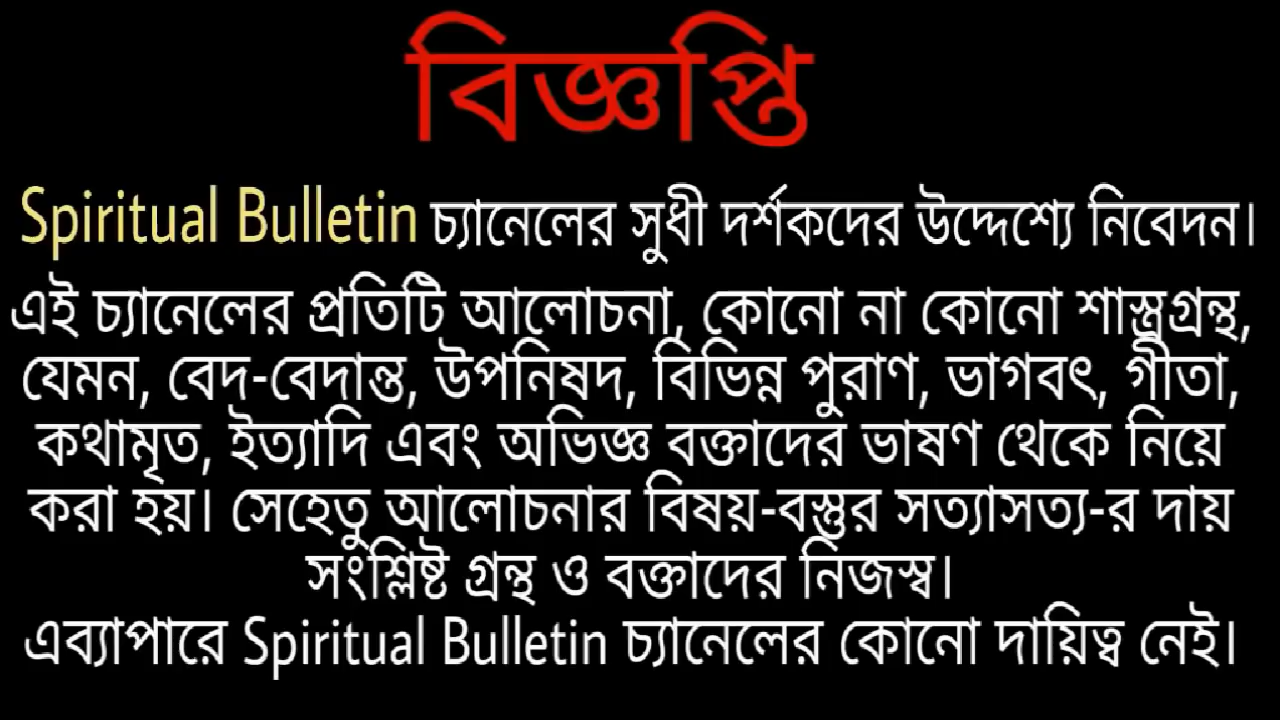 বিজ্ঞপ্তি
Spiritual Bulletin চ্যানেলের সুধী দর্শকদের উদ্দেশ্যে নিবেদন।
এই চ্যানেলের প্রতিটি আলোচনা, কোনো না কোনো শাস্ত্রগ্রন্থ,
যেমন, বেদ-বেদান্ত, উপনিষদ, বিভিন্ন পুরাণ, ভাগবৎ, গীতা,
কথামৃত, ইত্যাদি এবং অভিজ্ঞ বক্তাদের ভাষণ থেকে নিয়ে
করা হয়। সেহেতু আলোচনার বিষয়-বস্তুর সত্যাসত্য-র দায়
সংশ্লিষ্ট গ্রন্থ ও বক্তাদের নিজস্ব।
এব্যাপারে Spiritual Bulletin চ্যানেলের কোনো দায়িত্ব নেই।